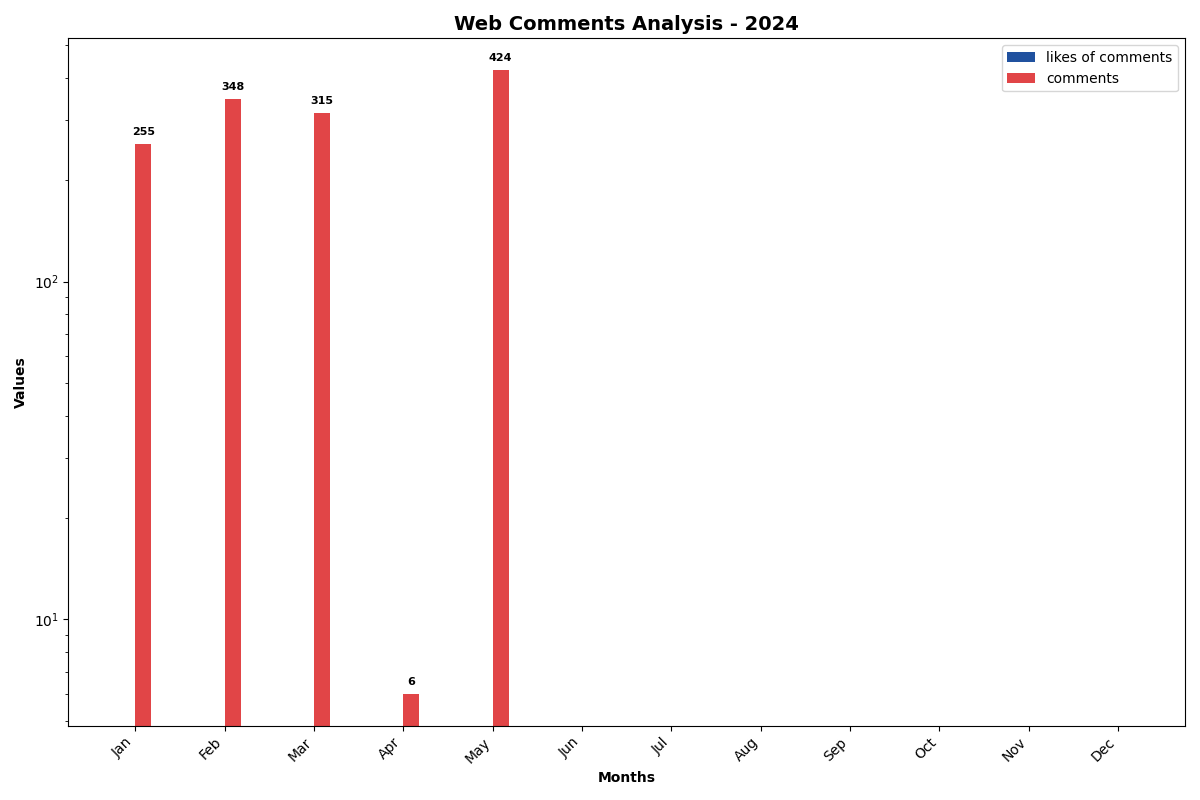 Web Comments Analysis - 2024
likes of comments
comments
424
348
315
255
6
10²
10¹
Values
Jan
Feb
Mar
Apr
May
Jun
Jul
Aug
Sep
Oct
Nov
Dec
Months